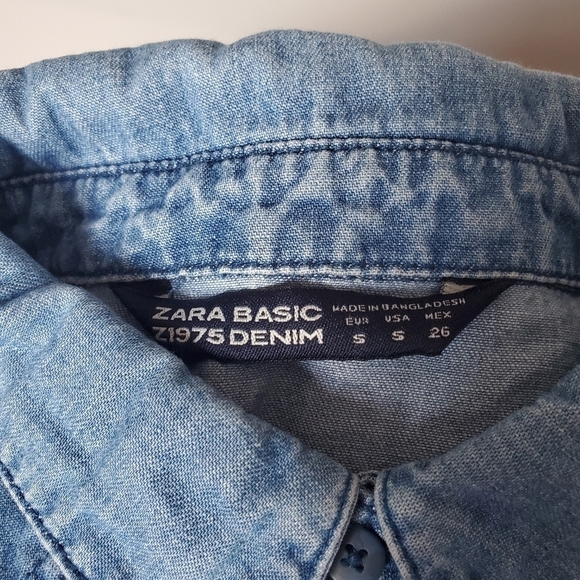 ZARA BASIC
Z1975 DENIM
MADE IN BANGLADESH
EUR USA MEX
S S 26